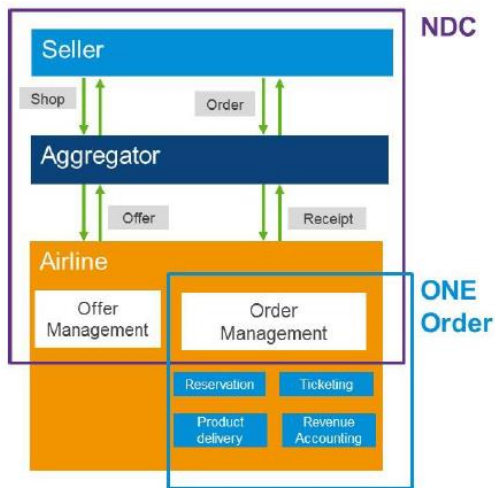 NDC
Seller
Shop
Order
Aggregator
Offer
Receipt
Airline
Offer
Management
Order
Management
ONE
Order
Reservation
Ticketing
Product
delivery
Revenue
Accounting